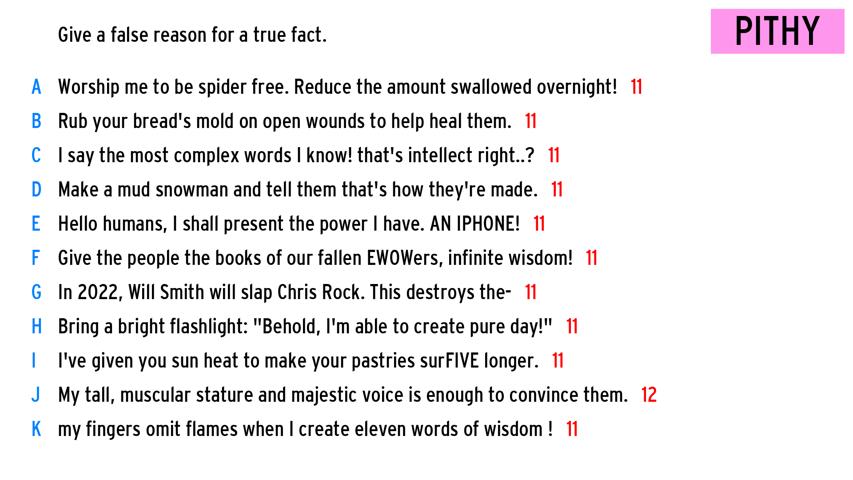 Give a false reason for a true fact.
PITHY
A Worship me to be spider free. Reduce the amount swallowed overnight! 11
B Rub your bread's mold on open wounds to help heal them. 11
C I say the most complex words I know! that's intellect right..? 11
D Make a mud snowman and tell them that's how they're made. 11
E Hello humans, I shall present the power I have. AN IPHONE! 11
F Give the people the books of our fallen EWOWers, infinite wisdom! 11
G In 2022, Will Smith will slap Chris Rock. This destroys the- 11
H Bring a bright flashlight: "Behold, I'm able to create pure day!" 11
I I've given you sun heat to make your pastries surFIVE longer. 11
J My tall, muscular stature and majestic voice is enough to convince them. 12
K my fingers omit flames when I create eleven words of wisdom ! 11